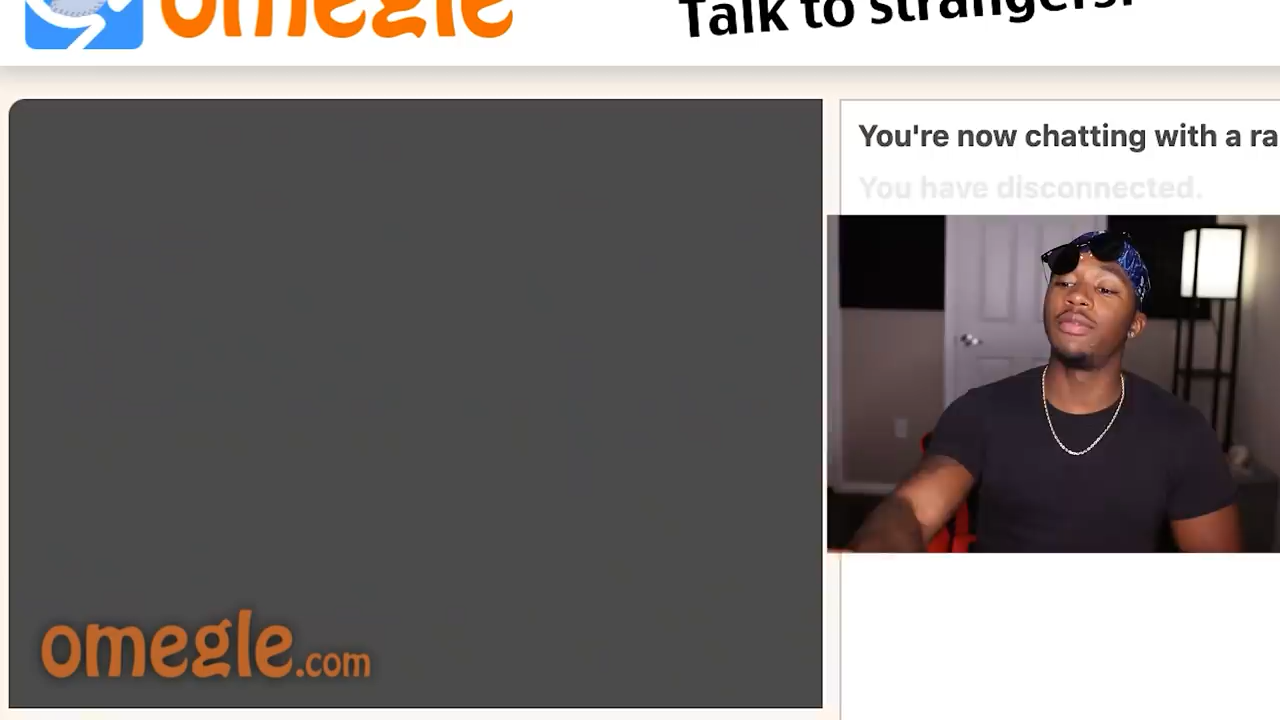 omegle
Talk to strangers!
You're now chatting with a ra
You have disconnected.
omegle.com